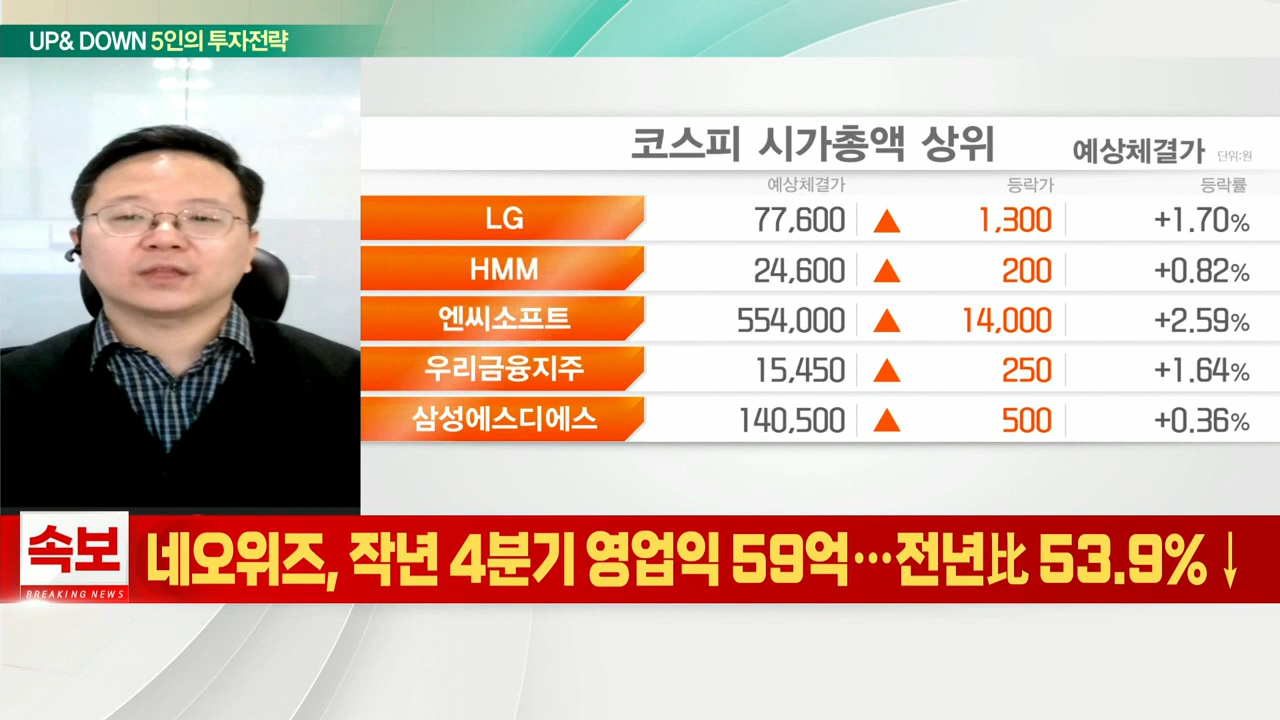 UP& DOWN 5인의 투자전략
코스피 시가총액 상위 예상체결가 단위:원
예상체결가 등락가 등락률
LG 77,600 ▲ 1,300 +1.70%
HMM 24,600 ▲ 200 +0.82%
엔씨소프트 554,000 ▲ 14,000 +2.59%
우리금융지주 15,450 ▲ 250 +1.64%
삼성에스디에스 140,500 ▲ 500 +0.36%
속보 네오위즈, 작년 4분기 영업익 59억…전년比 53.9%↓
BREAKING NEWS